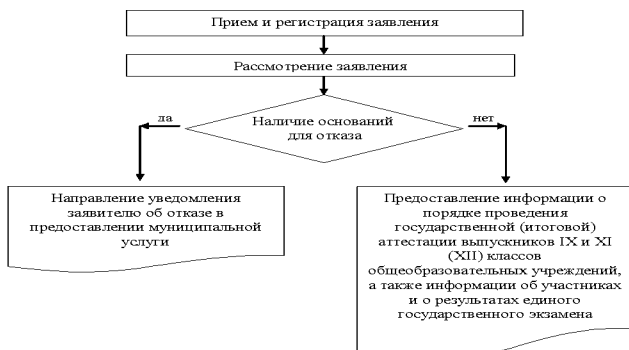 Прием и регистрация заявления
Рассмотрение заявления
Наличие оснований
для отказа
да
нет
Направление уведомления
заявителю об отказе в
предоставлении муниципальной
услуги
Предоставление информации о
порядке проведения
государственной (итоговой)
аттестации выпускников IX и XI
(XII) классов
общеобразовательных учреждений,
а также информации об участниках
и о результатах единого
государственного экзамена